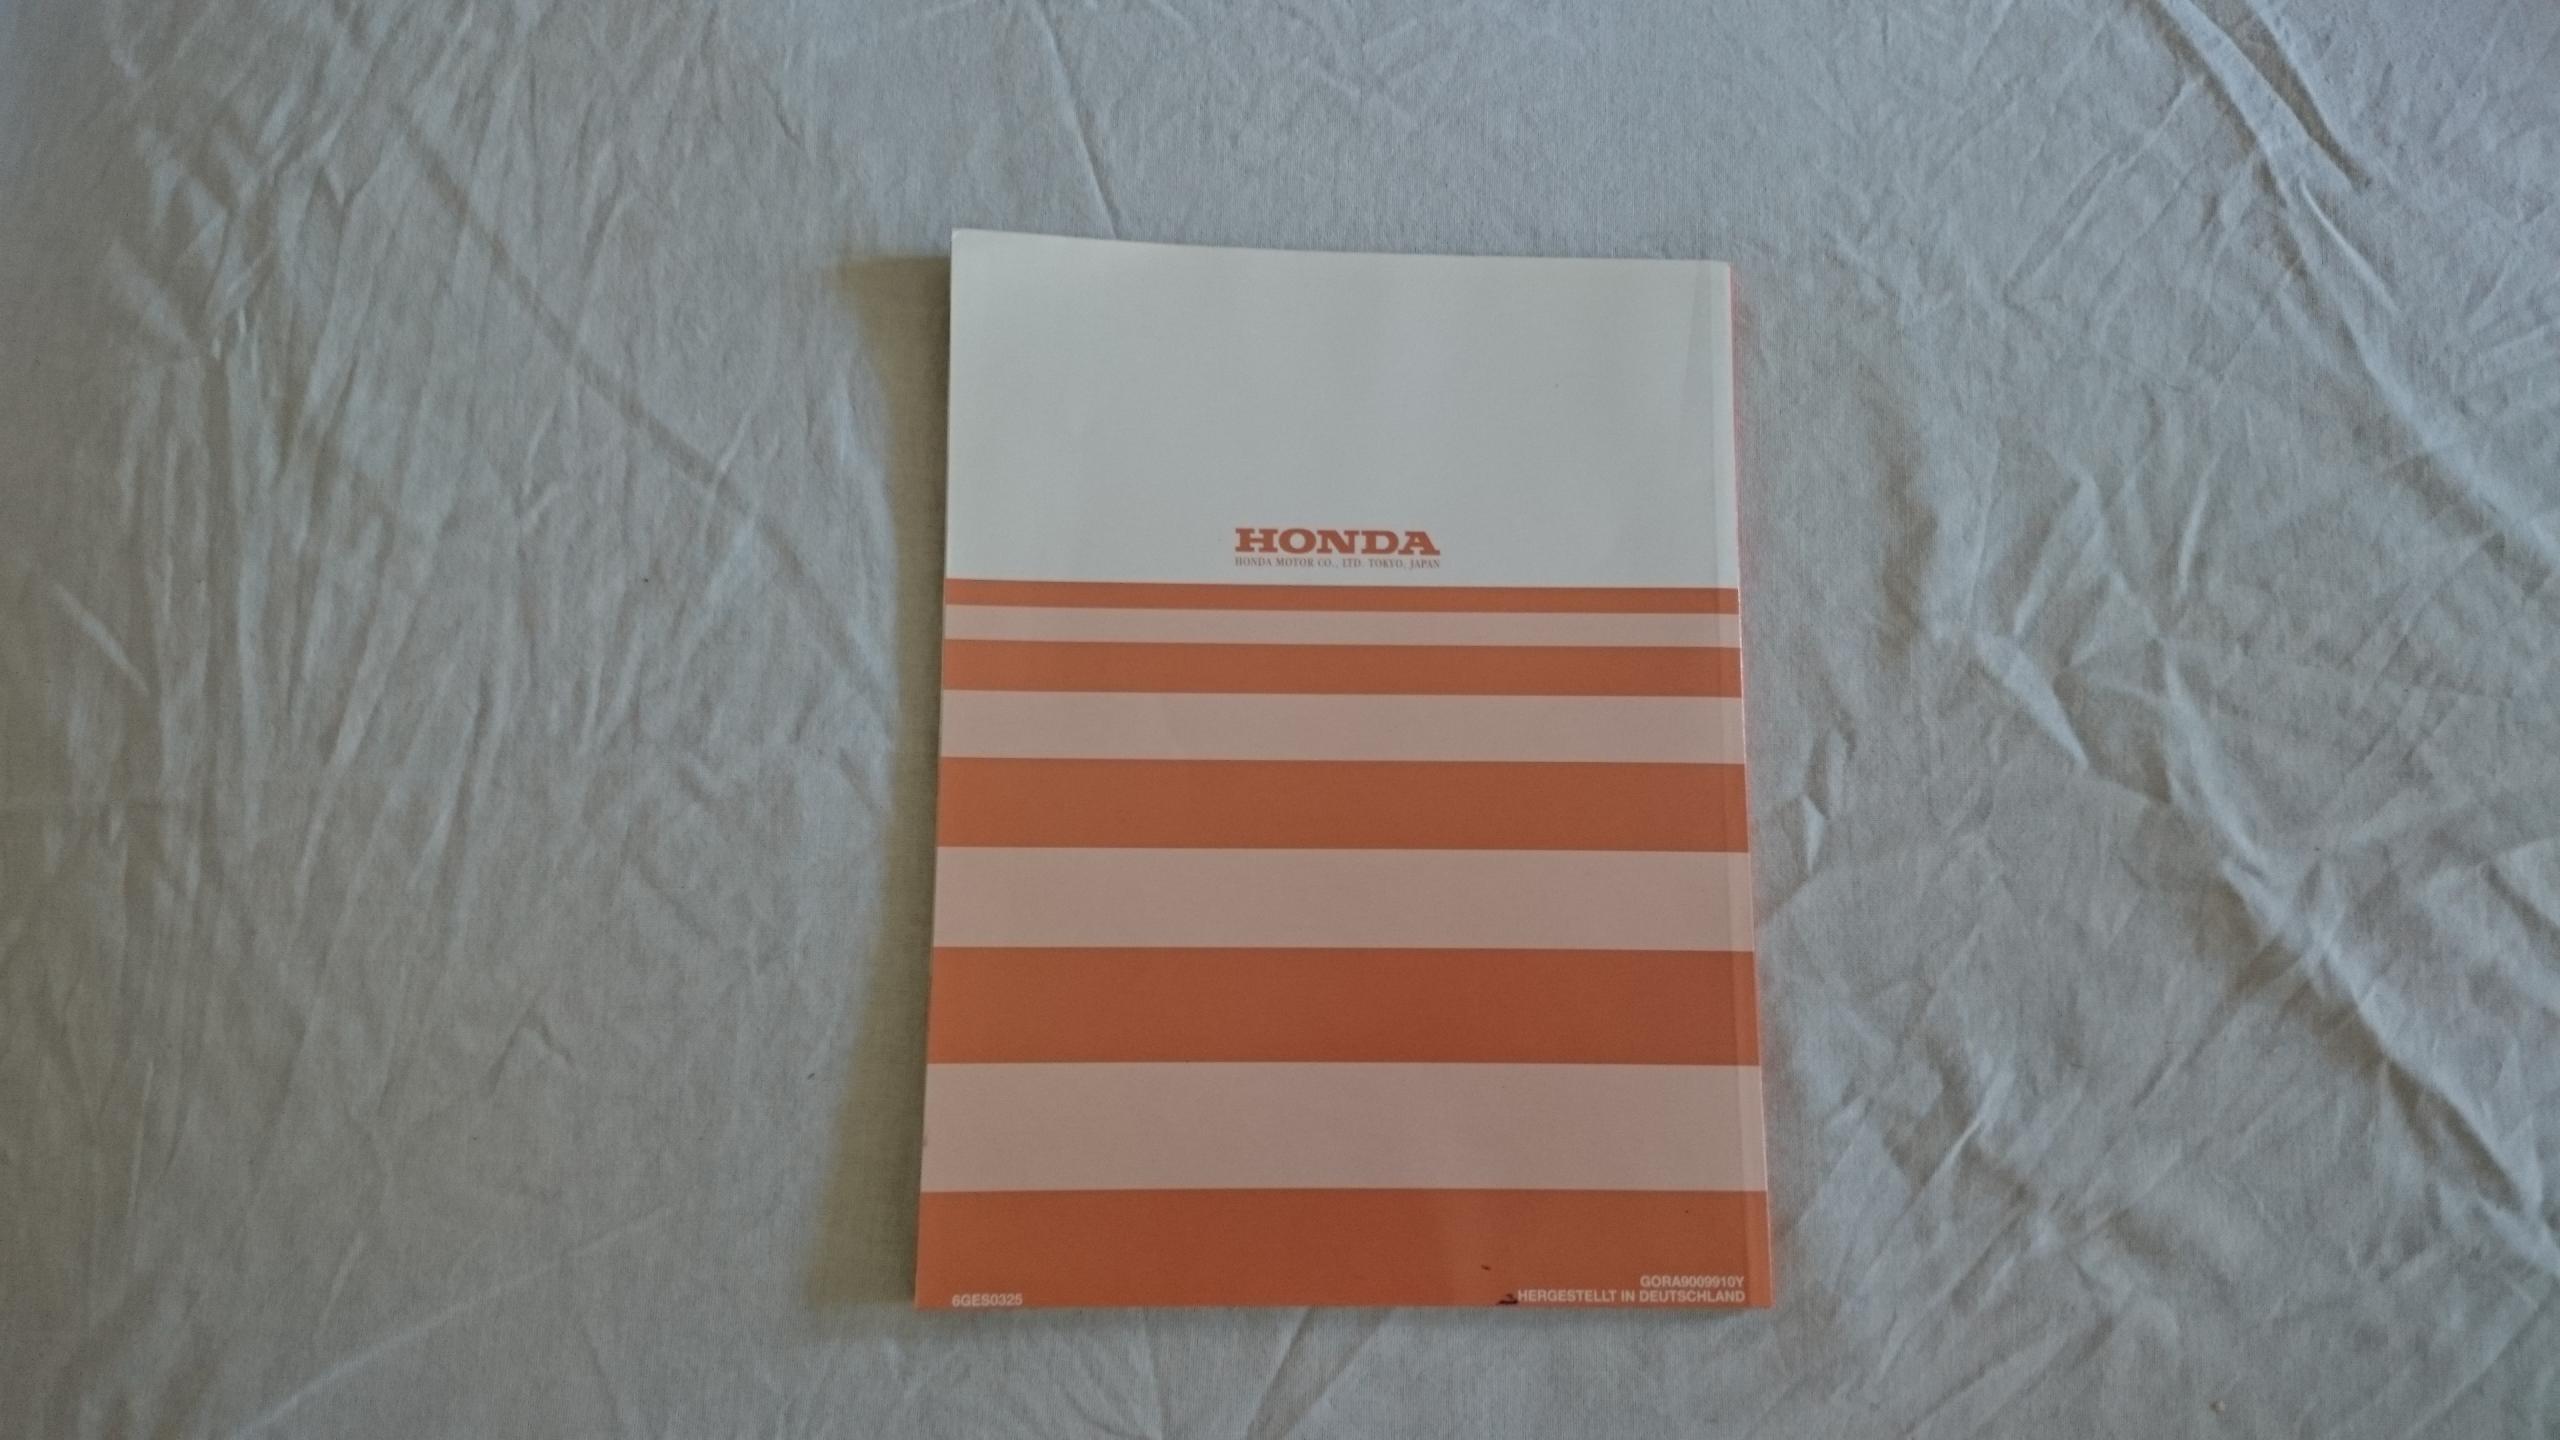 HONDA
HONDA MOTOR CO., LTD. TOKYO, JAPAN
6GES0325
GORA9009910Y
HERGESTELLT IN DEUTSCHLAND